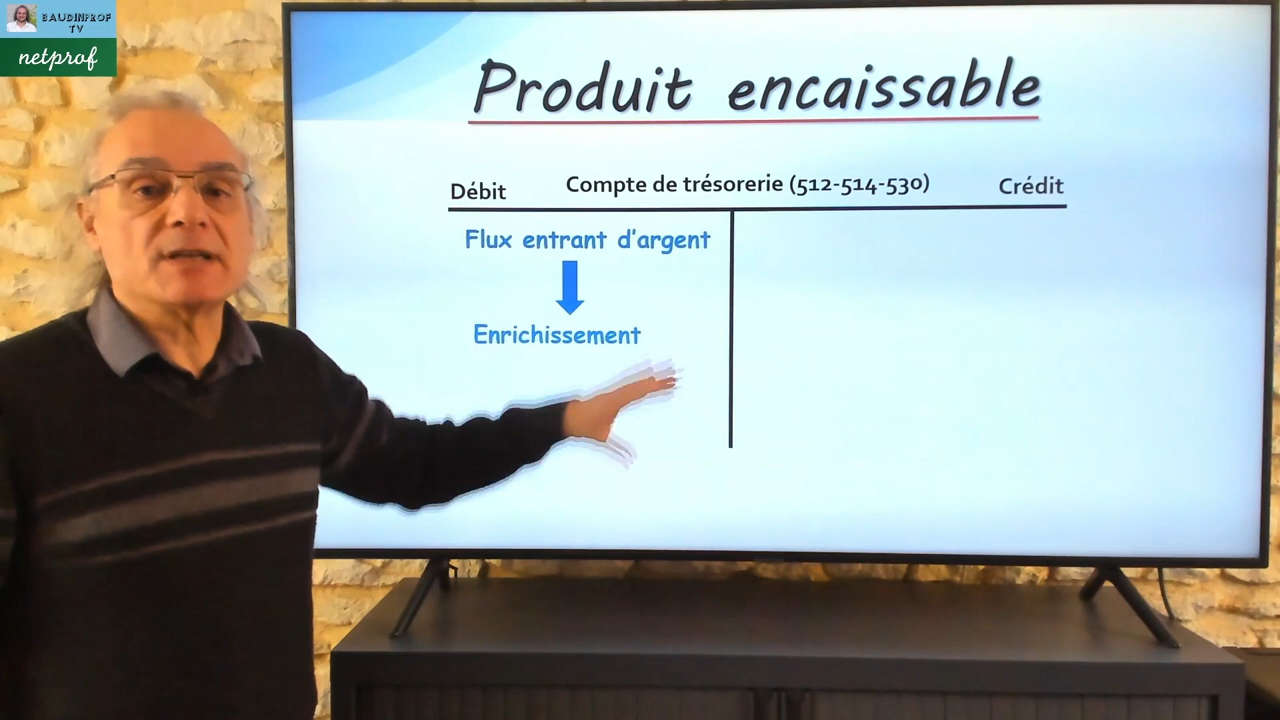 BAUDINPROF
TV
netprof
Produit encaissable
Débit Compte de trésorerie (512-514-530) Crédit
Flux entrant d'argent
Enrichissement